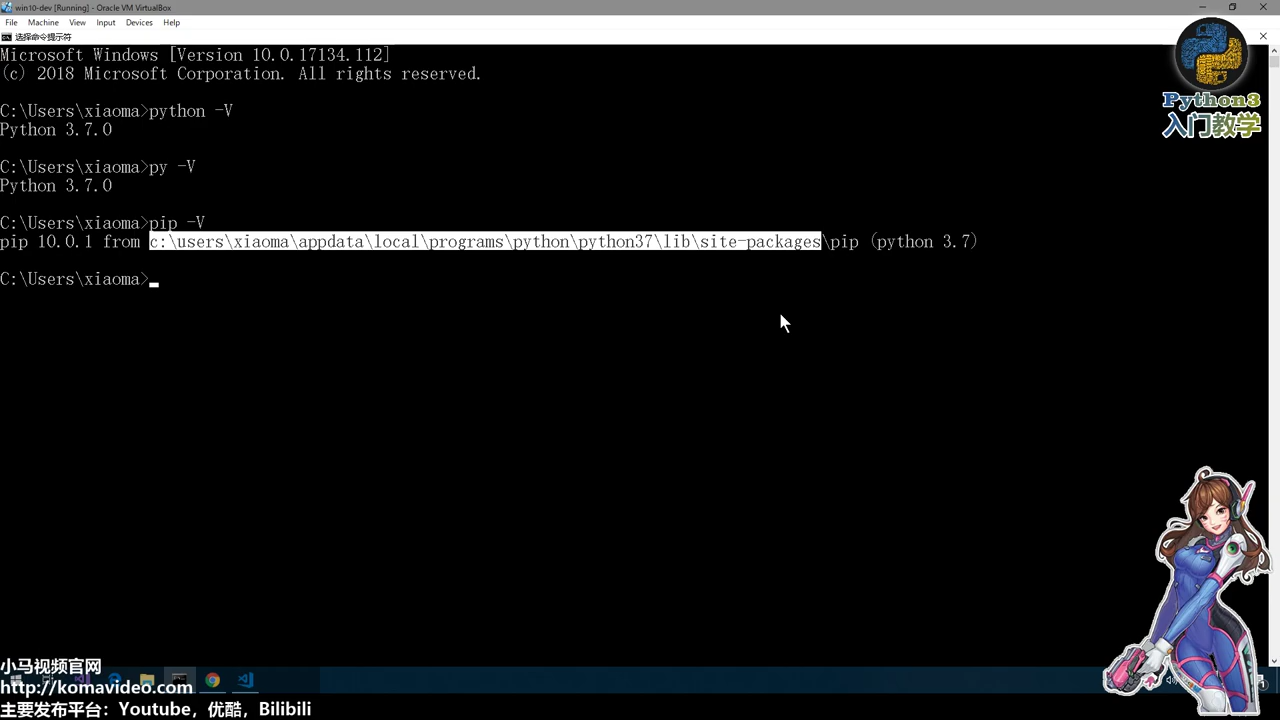 win10-dev [Running] - Oracle VM VirtualBox
File Machine View Input Devices Help
选择命令提示符
Microsoft Windows [Version 10.0.17134.112]
(c) 2018 Microsoft Corporation. All rights reserved.
C:\Users\xiaoma>python -V
Python 3.7.0
C:\Users\xiaoma>py -V
Python 3.7.0
C:\Users\xiaoma>pip -V
pip 10.0.1 from c:\users\xiaoma\appdata\local\programs\python\python37\lib\site-packages\pip (python 3.7)
C:\Users\xiaoma>
Python3
入门教学
小马视频官网
http://komavideo.com
主要发布平台：Youtube，优酷，Bilibili